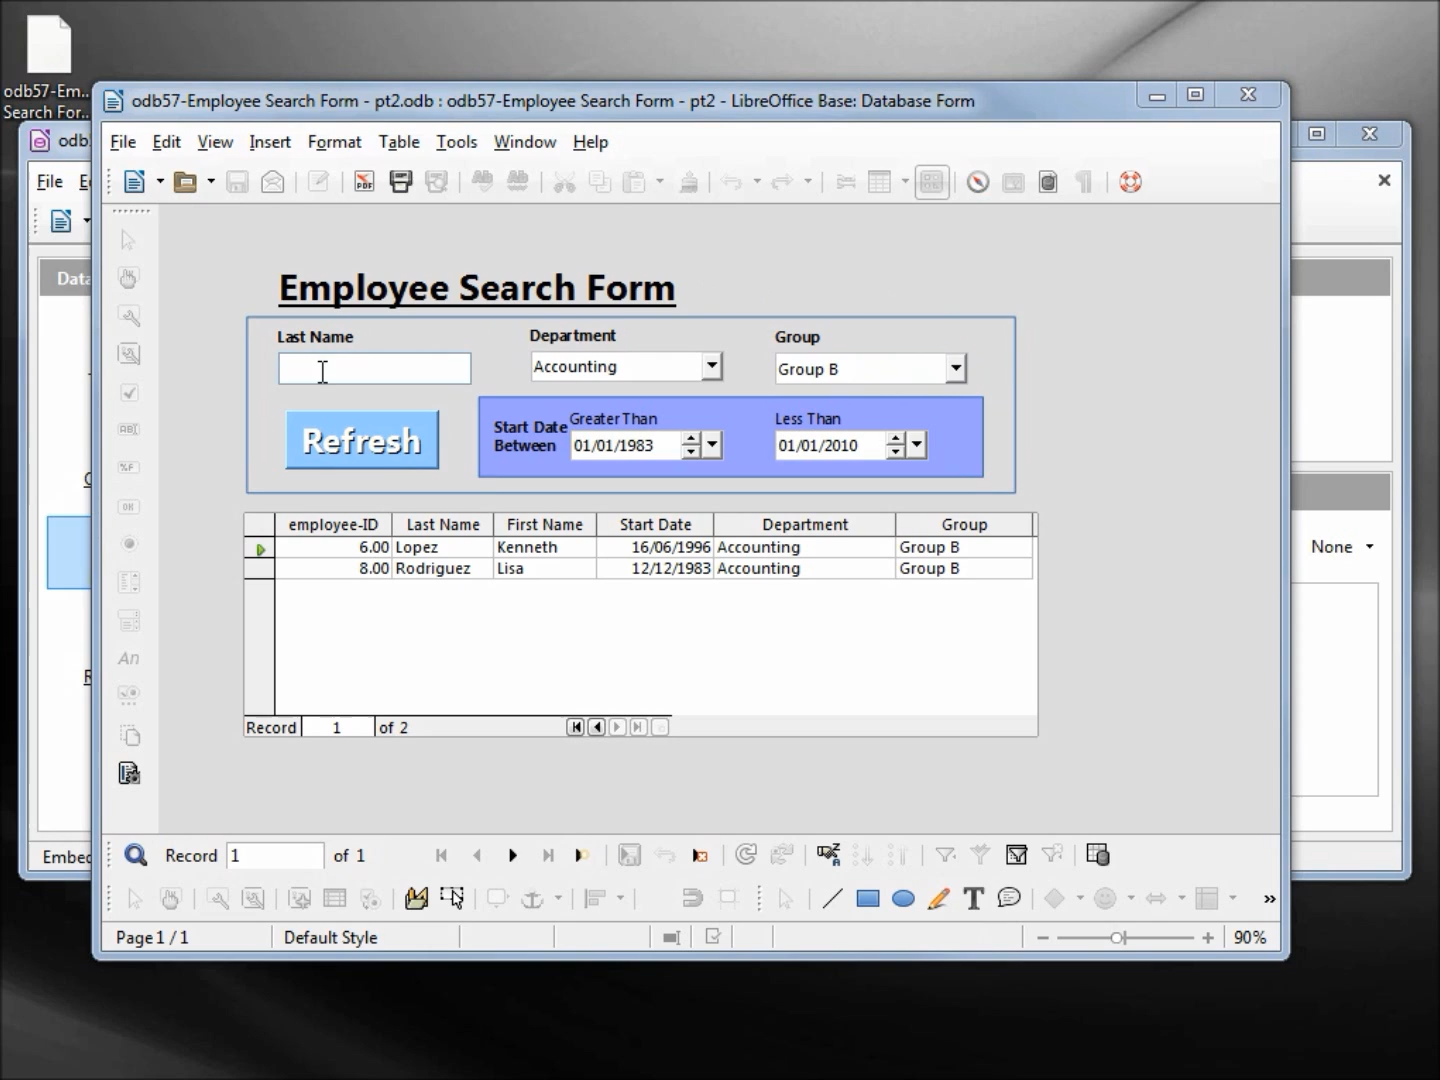 odb57-Em...
Search For...
odb57-Employee Search Form - pt2.odb : odb57-Employee Search Form - pt2 - LibreOffice Base: Database Form
File Edit View Insert Format Table Tools Window Help
File
Data
Employee Search Form
Last Name Department Group
Accounting Group B
Refresh
Start Date Between
Greater Than Less Than
01/01/1983 01/01/2010
employee-ID Last Name First Name Start Date Department Group
6.00 Lopez Kenneth 16/06/1996 Accounting Group B
8.00 Rodriguez Lisa 12/12/1983 Accounting Group B
None
Record 1 of 2
Record 1 of 1
Page 1 / 1 Default Style 90%